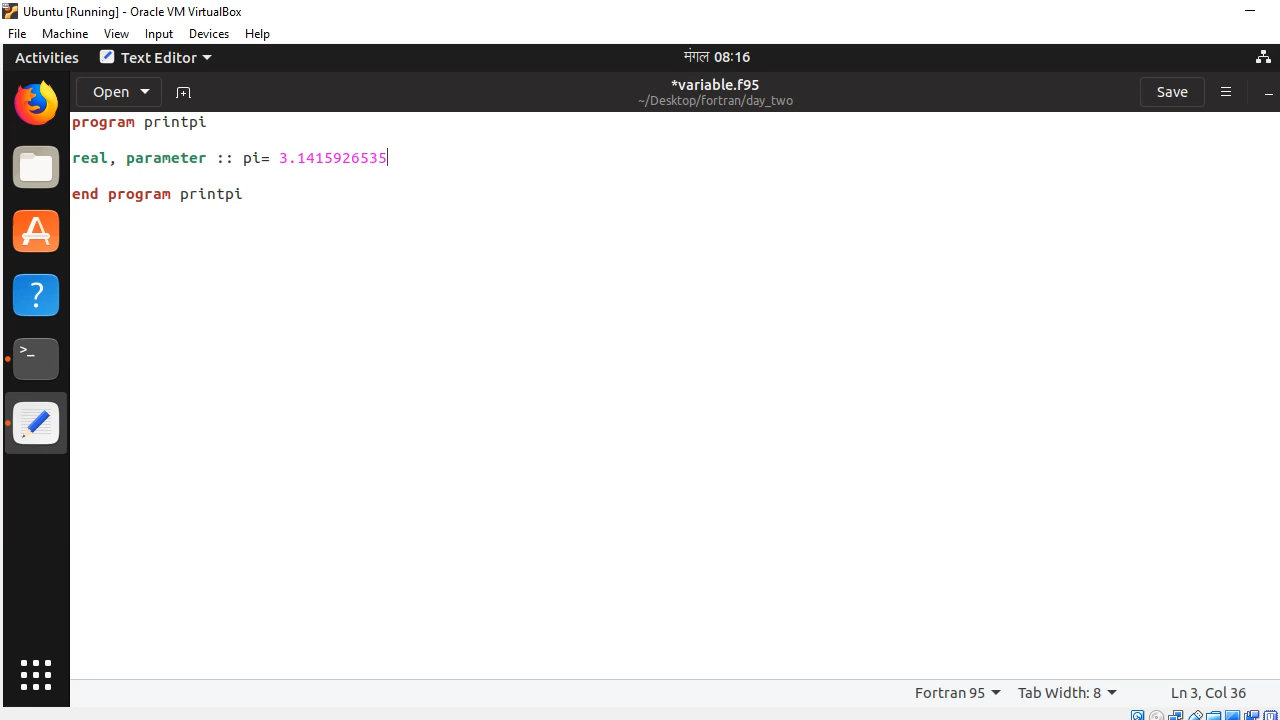 Ubuntu [Running] - Oracle VM VirtualBox
File Machine View Input Devices Help
Activities Text Editor मंगल 08:16
Open *variable.f95 Save
~/Desktop/fortran/day_two
program printpi
real, parameter :: pi= 3.1415926535
end program printpi
Fortran 95 Tab Width: 8 Ln 3, Col 36